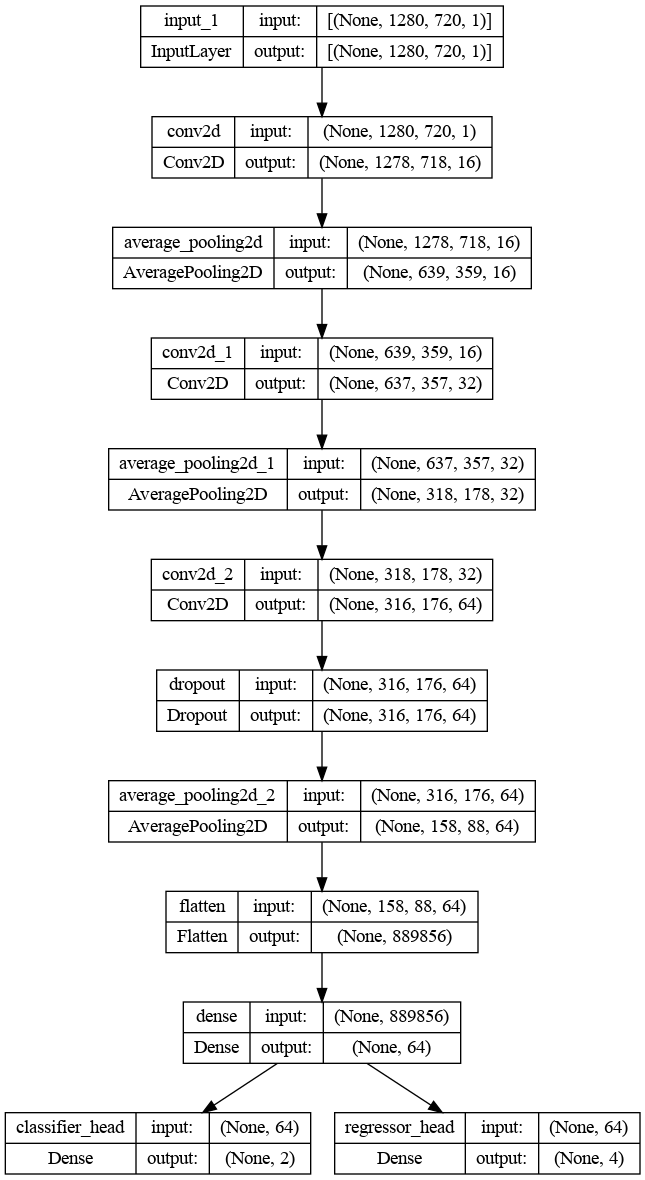 input_1 input: [(None, 1280, 720, 1)]
InputLayer output: [(None, 1280, 720, 1)]
conv2d input: (None, 1280, 720, 1)
Conv2D output: (None, 1278, 718, 16)
average_pooling2d input: (None, 1278, 718, 16)
AveragePooling2D output: (None, 639, 359, 16)
conv2d_1 input: (None, 639, 359, 16)
Conv2D output: (None, 637, 357, 32)
average_pooling2d_1 input: (None, 637, 357, 32)
AveragePooling2D output: (None, 318, 178, 32)
conv2d_2 input: (None, 318, 178, 32)
Conv2D output: (None, 316, 176, 64)
dropout input: (None, 316, 176, 64)
Dropout output: (None, 316, 176, 64)
average_pooling2d_2 input: (None, 316, 176, 64)
AveragePooling2D output: (None, 158, 88, 64)
flatten input: (None, 158, 88, 64)
Flatten output: (None, 889856)
dense input: (None, 889856)
Dense output: (None, 64)
classifier_head input: (None, 64)
Dense output: (None, 2)
regressor_head input: (None, 64)
Dense output: (None, 4)